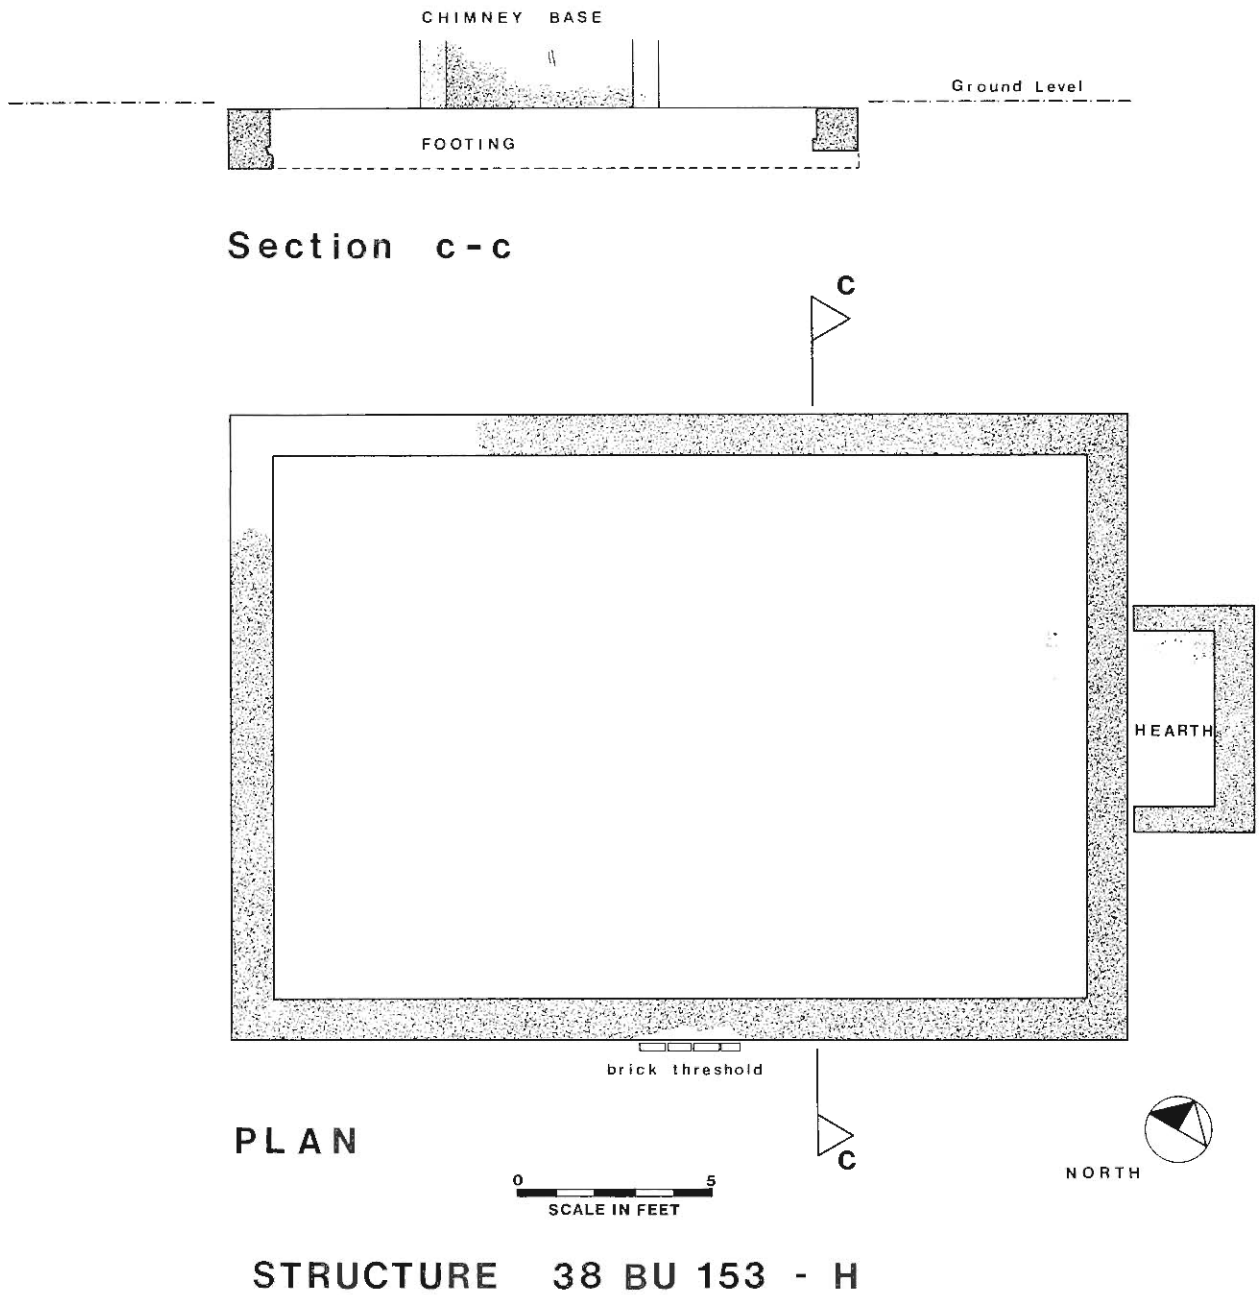 CHIMNEY BASE
Ground Level
FOOTING
Section c-c
C
HEARTH
brick threshold
PLAN
C
NORTH
0 5
SCALE IN FEET
STRUCTURE 38 BU 153 - H